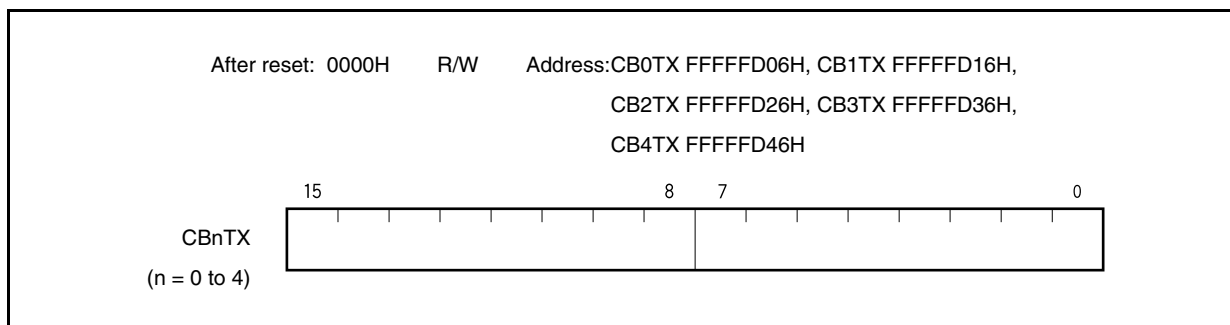 After reset: 0000H R/W Address:CB0TX FFFFFD06H, CB1TX FFFFFD16H,
CB2TX FFFFFD26H, CB3TX FFFFFD36H,
CB4TX FFFFFD46H
15 8 7 0
CBnTX
(n = 0 to 4)